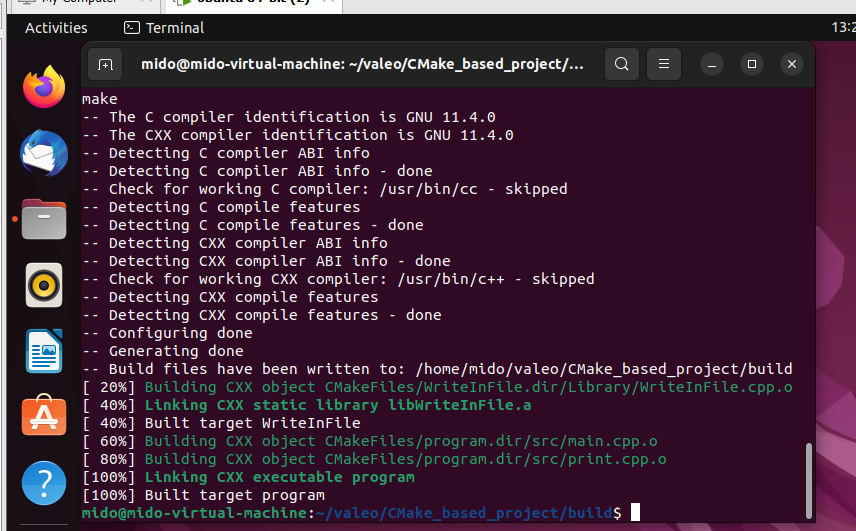 My Computer
Ubuntu 64-bit (2)
Activities
Terminal
13:2
mido@mido-virtual-machine: ~/valeo/CMake_based_project/...
make
-- The C compiler identification is GNU 11.4.0
-- The CXX compiler identification is GNU 11.4.0
-- Detecting C compiler ABI info
-- Detecting C compiler ABI info - done
-- Check for working C compiler: /usr/bin/cc - skipped
-- Detecting C compile features
-- Detecting C compile features - done
-- Detecting CXX compiler ABI info
-- Detecting CXX compiler ABI info - done
-- Check for working CXX compiler: /usr/bin/c++ - skipped
-- Detecting CXX compile features
-- Detecting CXX compile features - done
-- Configuring done
-- Generating done
-- Build files have been written to: /home/mido/valeo/CMake_based_project/build
[ 20%] Building CXX object CMakeFiles/WriteInFile.dir/Library/WriteInFile.cpp.o
[ 40%] Linking CXX static library libWriteInFile.a
[ 40%] Built target WriteInFile
[ 60%] Building CXX object CMakeFiles/program.dir/src/main.cpp.o
[ 80%] Building CXX object CMakeFiles/program.dir/src/print.cpp.o
[100%] Linking CXX executable program
[100%] Built target program
mido@mido-virtual-machine:~/valeo/CMake_based_project/build$